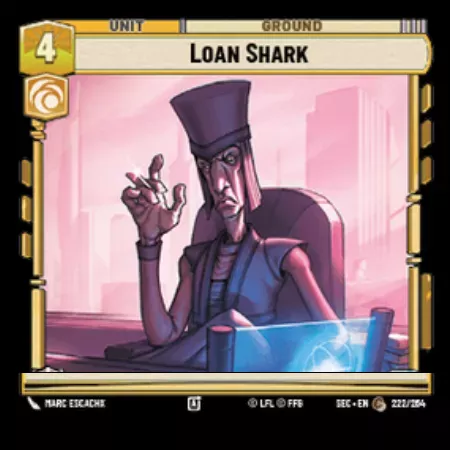 UNIT GROUND
4
LOAN SHARK
MARC ESCACHX A © LFL © FFG SEC • EN 222/264